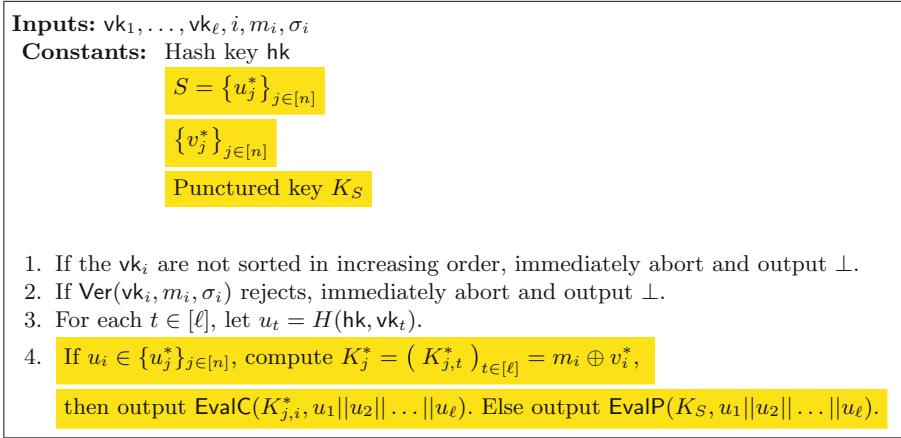 Inputs: vk₁, . . . , vk_ℓ, i, m_i, σ_i
Constants: Hash key hk
S = {u*_j}_{j∈[n]}
{v*_j}_{j∈[n]}
Punctured key K_S
1. If the vk_i are not sorted in increasing order, immediately abort and output ⊥.
2. If Ver(vk_i, m_i, σ_i) rejects, immediately abort and output ⊥.
3. For each t ∈ [ℓ], let u_t = H(hk, vk_t).
4. If u_i ∈ {u*_j}_{j∈[n]}, compute K*_j = ( K*_{j,t} )_{t∈[ℓ]} = m_i ⊕ v*_i,
then output EvalC(K*_{j,i}, u₁||u₂|| . . . ||u_ℓ). Else output EvalP(K_S, u₁||u₂|| . . . ||u_ℓ).